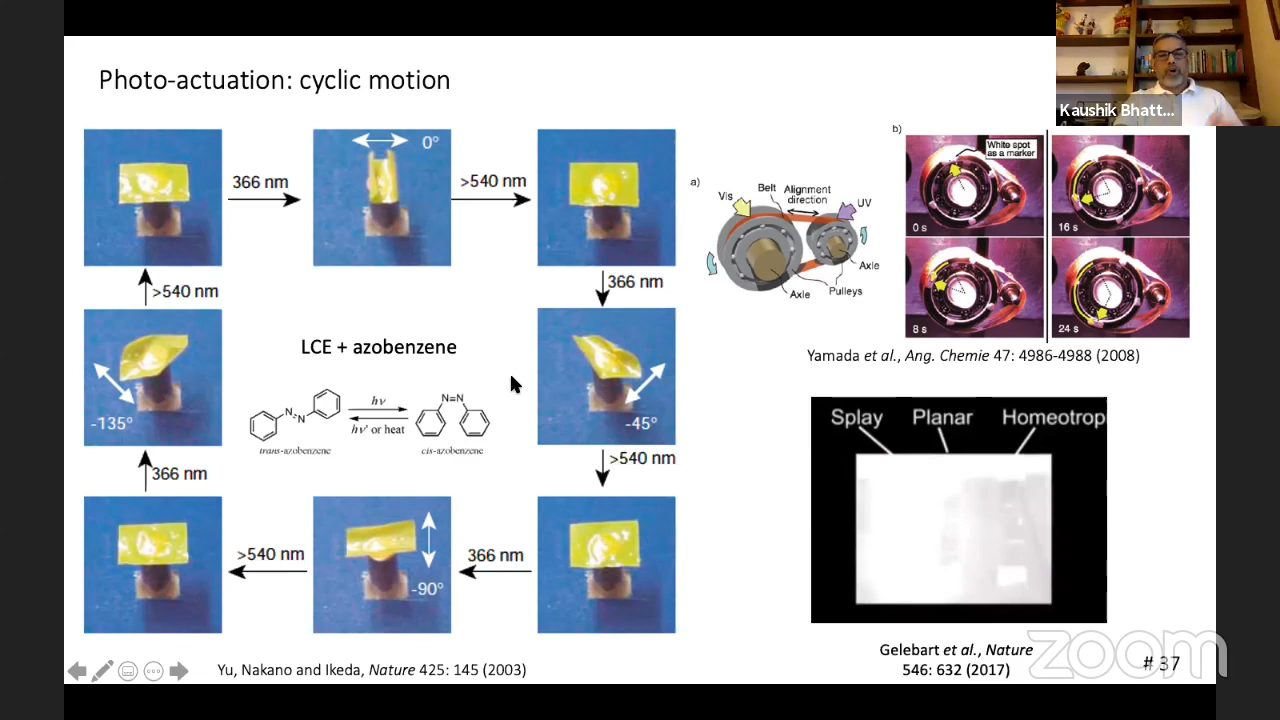 Photo-actuation: cyclic motion
Kaushik Bhatt...
366 nm
0°
>540 nm
366 nm
-45°
>540 nm
366 nm
-90°
>540 nm
366 nm
-135°
>540 nm
LCE + azobenzene
N=N
N=N
hν
hν' or heat
trans-azobenzene
cis-azobenzene
Yu, Nakano and Ikeda, Nature 425: 145 (2003)
a)
Vis
Belt
Alignment
direction
UV
Axle
Axle
Pulleys
b)
White spot
as a marker
0 s
16 s
8 s
24 s
Yamada et al., Ang. Chemie 47: 4986-4988 (2008)
Splay
Planar
Homeotrop
Gelebart et al., Nature
546: 632 (2017)
zoom
# 37